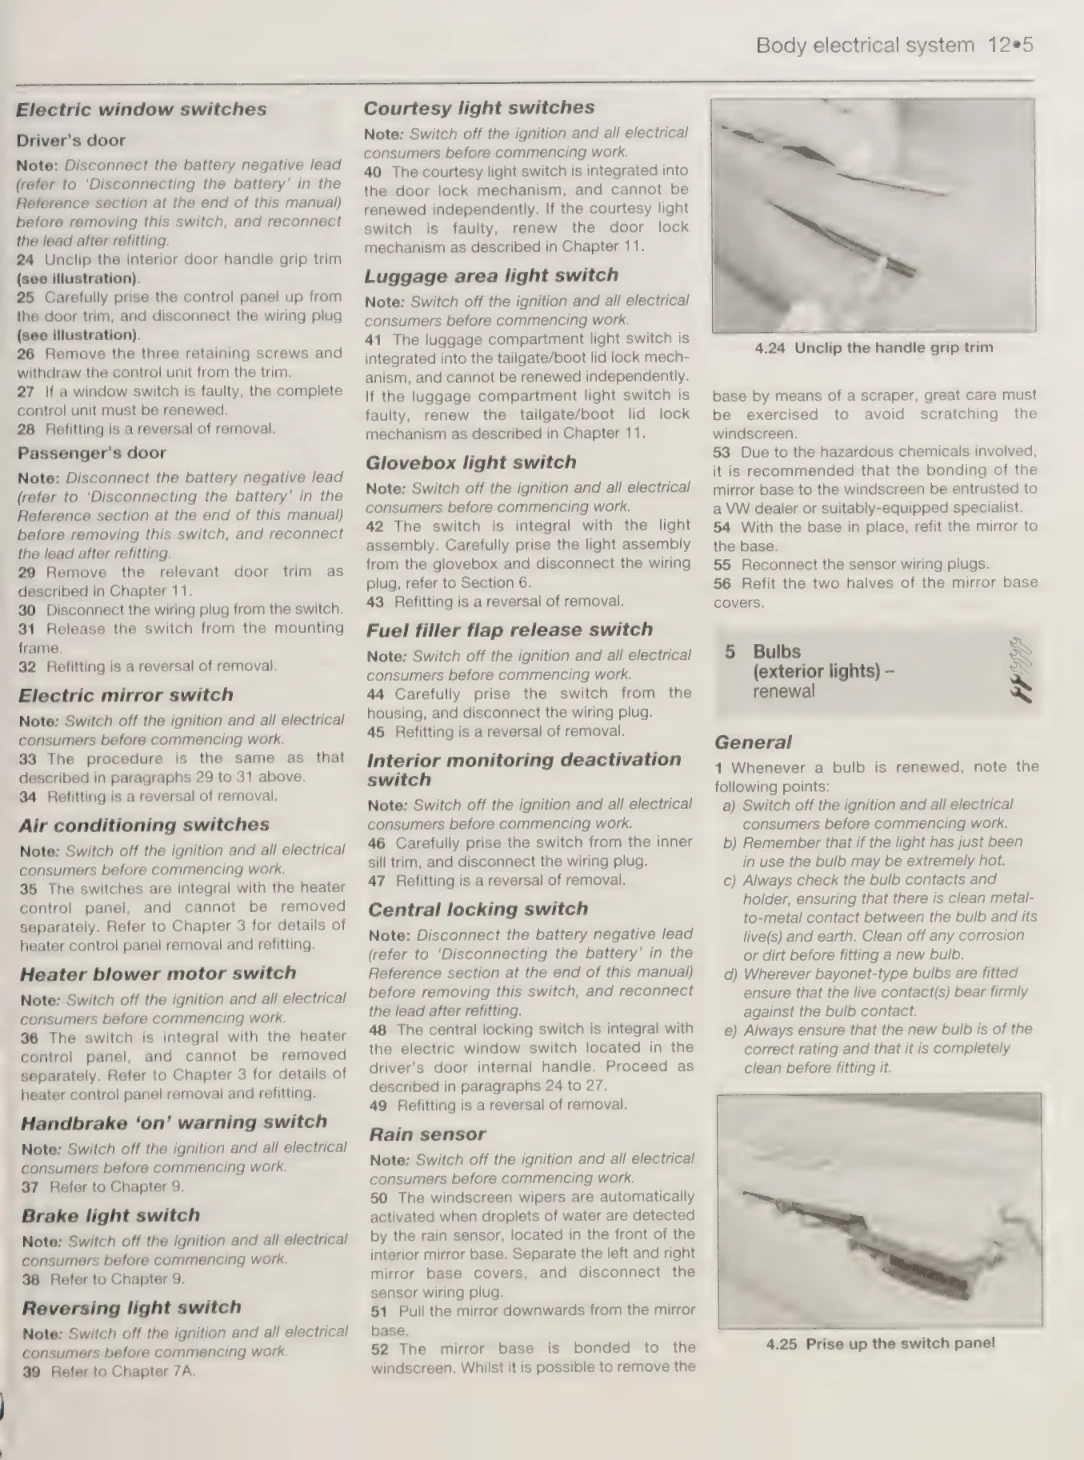 Body electrical system 12•5
Electric window switches
Driver's door
Note: Disconnect the battery negative lead
(refer to 'Disconnecting the battery' in the
Reference section at the end of this manual)
before removing this switch, and reconnect
the lead after refitting.
24 Unclip the interior door handle grip trim
(see illustration).
25 Carefully prise the control panel up from
the door trim, and disconnect the wiring plug
(see illustration).
26 Remove the three retaining screws and
withdraw the control unit from the trim.
27 If a window switch is faulty, the complete
control unit must be renewed.
28 Refitting is a reversal of removal.
Passenger's door
Note: Disconnect the battery negative lead
(refer to 'Disconnecting the battery' in the
Reference section at the end of this manual)
before removing this switch, and reconnect
the lead after refitting.
29 Remove the relevant door trim as
described in Chapter 11.
30 Disconnect the wiring plug from the switch.
31 Release the switch from the mounting
frame.
32 Refitting is a reversal of removal.
Electric mirror switch
Note: Switch off the ignition and all electrical
consumers before commencing work.
33 The procedure is the same as that
described in paragraphs 29 to 31 above.
34 Refitting is a reversal of removal.
Air conditioning switches
Note: Switch off the ignition and all electrical
consumers before commencing work.
35 The switches are integral with the heater
control panel, and cannot be removed
separately. Refer to Chapter 3 for details of
heater control panel removal and refitting.
Heater blower motor switch
Note: Switch off the ignition and all electrical
consumers before commencing work.
36 The switch is integral with the heater
control panel, and cannot be removed
separately. Refer to Chapter 3 for details of
heater control panel removal and refitting.
Handbrake 'on' warning switch
Note: Switch off the ignition and all electrical
consumers before commencing work.
37 Refer to Chapter 9.
Brake light switch
Note: Switch off the ignition and all electrical
consumers before commencing work.
38 Refer to Chapter 9.
Reversing light switch
Note: Switch off the ignition and all electrical
consumers before commencing work.
39 Refer to Chapter 7A.
Courtesy light switches
Note: Switch off the ignition and all electrical
consumers before commencing work.
40 The courtesy light switch is integrated into
the door lock mechanism, and cannot be
renewed independently. If the courtesy light
switch is faulty, renew the door lock
mechanism as described in Chapter 11.
Luggage area light switch
Note: Switch off the ignition and all electrical
consumers before commencing work.
41 The luggage compartment light switch is
integrated into the tailgate/boot lid lock mech-
anism, and cannot be renewed independently.
If the luggage compartment light switch is
faulty, renew the tailgate/boot lid lock
mechanism as described in Chapter 11.
Glovebox light switch
Note: Switch off the ignition and all electrical
consumers before commencing work.
42 The switch is integral with the light
assembly. Carefully prise the light assembly
from the glovebox and disconnect the wiring
plug, refer to Section 6.
43 Refitting is a reversal of removal.
Fuel filler flap release switch
Note: Switch off the ignition and all electrical
consumers before commencing work.
44 Carefully prise the switch from the
housing, and disconnect the wiring plug.
45 Refitting is a reversal of removal.
Interior monitoring deactivation
switch
Note: Switch off the ignition and all electrical
consumers before commencing work.
46 Carefully prise the switch from the inner
sill trim, and disconnect the wiring plug.
47 Refitting is a reversal of removal.
Central locking switch
Note: Disconnect the battery negative lead
(refer to 'Disconnecting the battery' in the
Reference section at the end of this manual)
before removing this switch, and reconnect
the lead after refitting.
48 The central locking switch is integral with
the electric window switch located in the
driver's door internal handle. Proceed as
described in paragraphs 24 to 27.
49 Refitting is a reversal of removal.
Rain sensor
Note: Switch off the ignition and all electrical
consumers before commencing work.
50 The windscreen wipers are automatically
activated when droplets of water are detected
by the rain sensor, located in the front of the
interior mirror base. Separate the left and right
mirror base covers, and disconnect the
sensor wiring plug.
51 Pull the mirror downwards from the mirror
base.
52 The mirror base is bonded to the
windscreen. Whilst it is possible to remove the
4.24 Unclip the handle grip trim
base by means of a scraper, great care must
be exercised to avoid scratching the
windscreen.
53 Due to the hazardous chemicals involved,
it is recommended that the bonding of the
mirror base to the windscreen be entrusted to
a VW dealer or suitably-equipped specialist.
54 With the base in place, refit the mirror to
the base.
55 Reconnect the sensor wiring plugs.
56 Refit the two halves of the mirror base
covers.
5 Bulbs
(exterior lights) –
renewal
General
1 Whenever a bulb is renewed, note the
following points:
a) Switch off the ignition and all electrical
consumers before commencing work.
b) Remember that if the light has just been
in use the bulb may be extremely hot.
c) Always check the bulb contacts and
holder, ensuring that there is clean metal-
to-metal contact between the bulb and its
live(s) and earth. Clean off any corrosion
or dirt before fitting a new bulb.
d) Wherever bayonet-type bulbs are fitted
ensure that the live contact(s) bear firmly
against the bulb contact.
e) Always ensure that the new bulb is of the
correct rating and that it is completely
clean before fitting it.
4.25 Prise up the switch panel